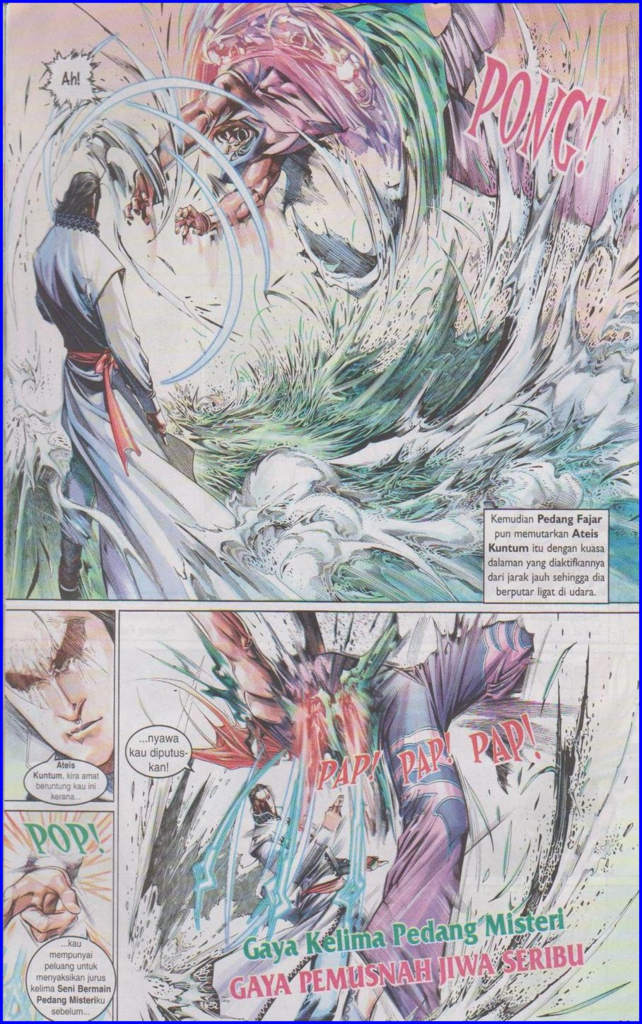 Ah!
PONG!
Kemudian Pedang Fajar
pun memutarkan Ateis
Kuntum itu dengan kuasa
dalaman yang diaktifkannya
dari jarak jauh sehingga dia
berputar ligat di udara.
Ateis
Kuntum, kira amat
beruntung kau ini
kerana...
POP!
...kau
mempunyai
peluang untuk
menyaksikan jurus
kelima Seni Bermain
Pedang Misteriku
sebelum...
...nyawa
kau diputus-
kan!
PAP! PAP! PAP!
Gaya Kelima Pedang Misteri
GAYA PEMUSNAH JIWA SERIBU